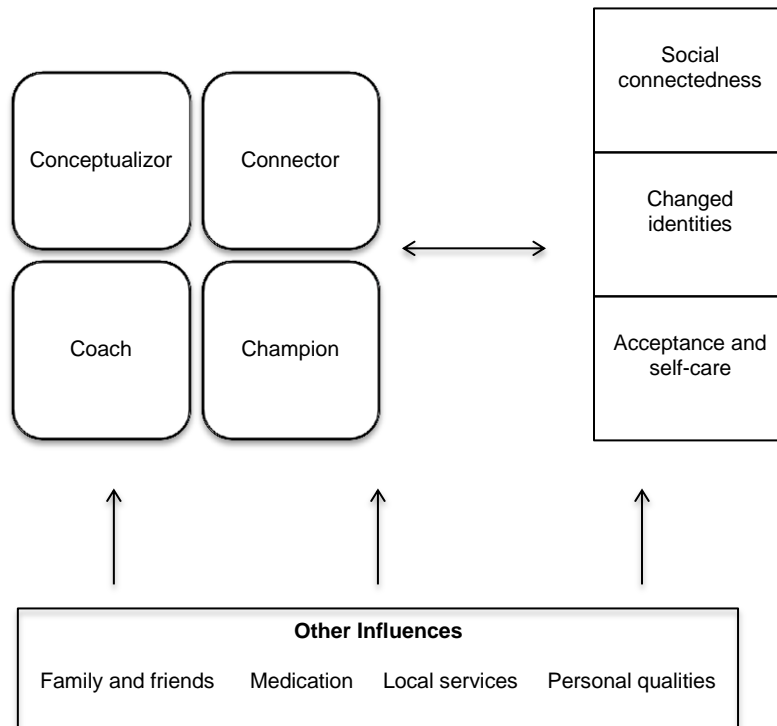 Social
connectedness
Conceptualizor
Connector
Changed
identities
Coach
Champion
Acceptance and
self-care
Other Influences
Family and friends Medication Local services Personal qualities